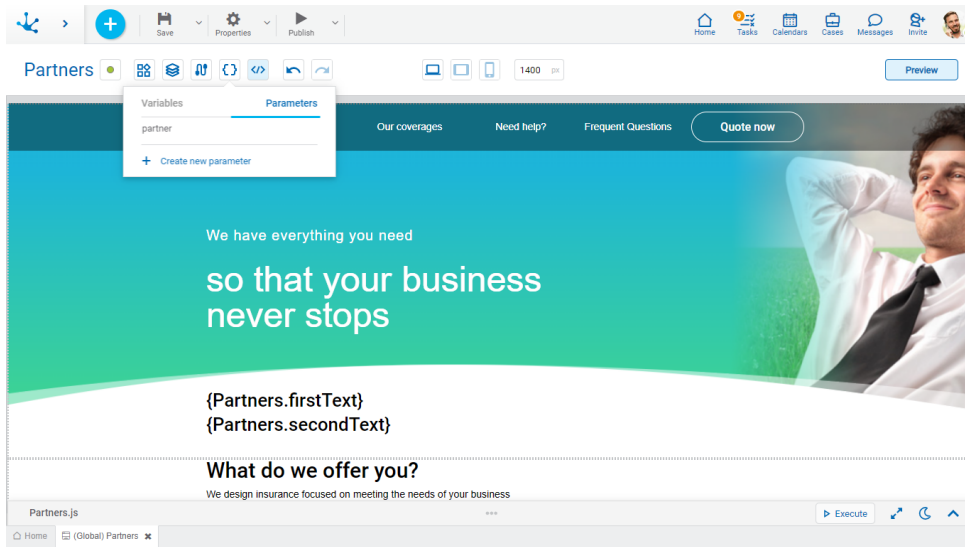 Save
Properties
Publish
Home
9
Tasks
Calendars
Cases
Messages
Invite
Partners
1400 px
Preview
Variables
Parameters
partner
+ Create new parameter
Our coverages
Need help?
Frequent Questions
Quote now
We have everything you need
so that your business
never stops
{Partners.firstText}
{Partners.secondText}
What do we offer you?
We design insurance focused on meeting the needs of your business
Partners.js
Execute
Home
(Global) Partners